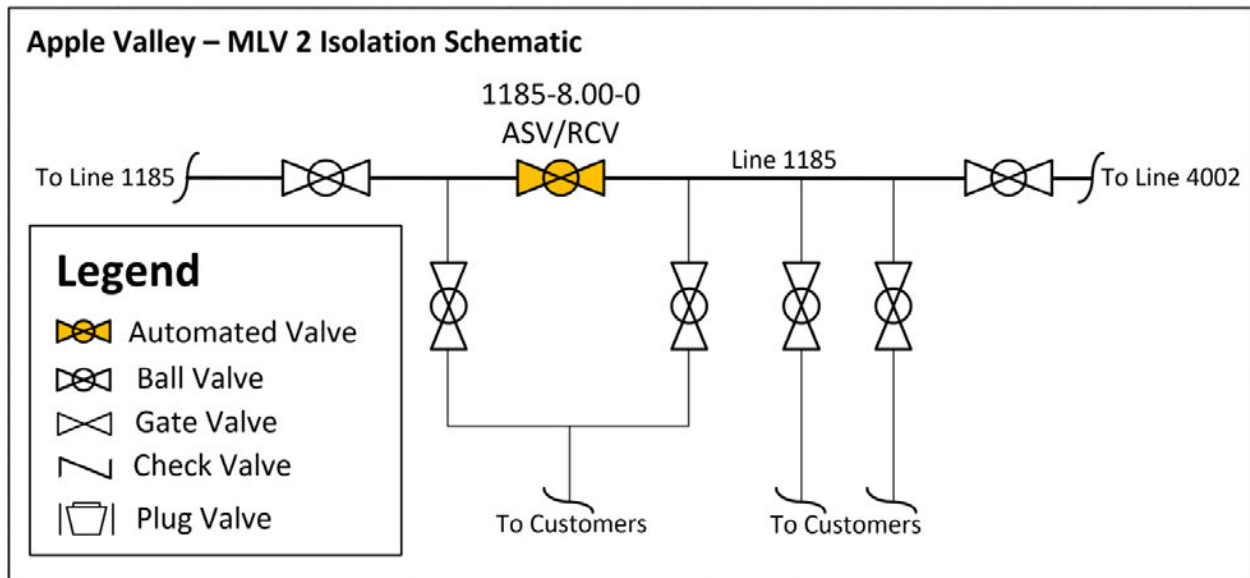 Apple Valley – MLV 2 Isolation Schematic
1185-8.00-0
ASV/RCV
To Line 1185
Line 1185
To Line 4002
Legend
Automated Valve
Ball Valve
Gate Valve
Check Valve
Plug Valve
To Customers
To Customers